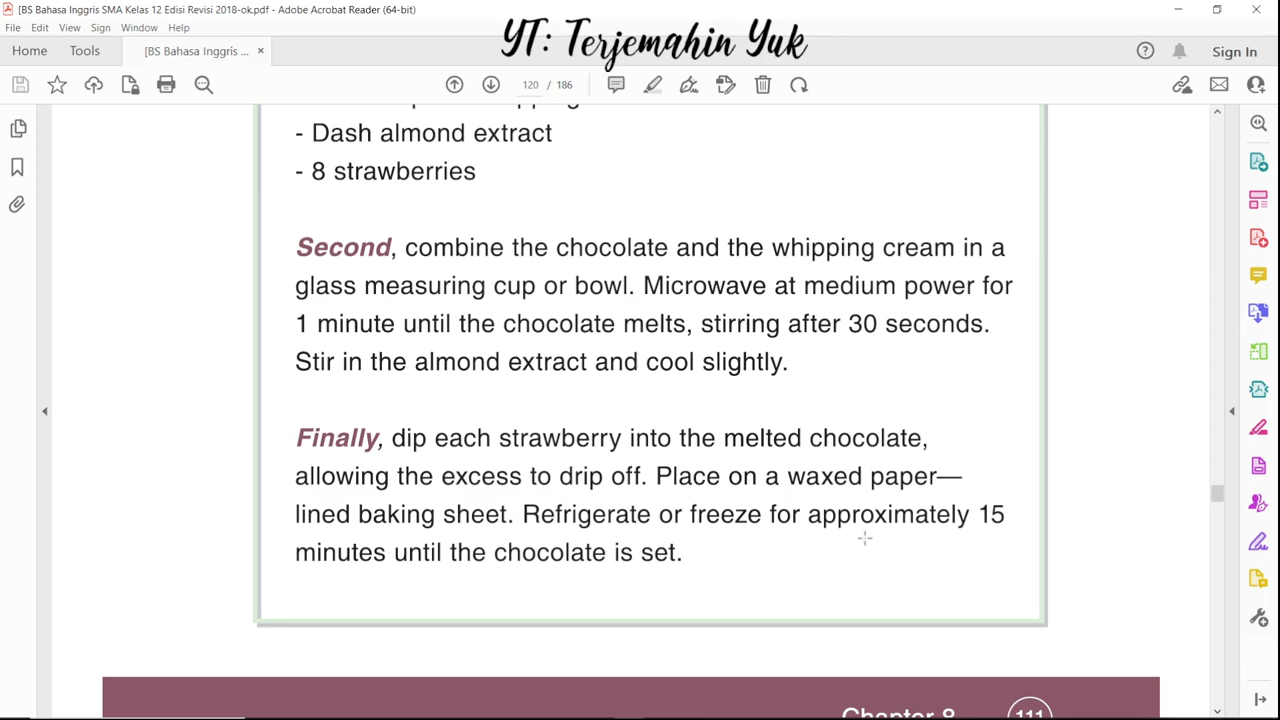 [BS Bahasa Inggris SMA Kelas 12 Edisi Revisi 2018-ok.pdf - Adobe Acrobat Reader (64-bit)
File Edit View Sign Window Help
YT: Terjemahin Yuk
Home Tools [BS Bahasa Inggris ... × Sign In
120 / 186
- Dash almond extract
- 8 strawberries
Second, combine the chocolate and the whipping cream in a
glass measuring cup or bowl. Microwave at medium power for
1 minute until the chocolate melts, stirring after 30 seconds.
Stir in the almond extract and cool slightly.
Finally, dip each strawberry into the melted chocolate,
allowing the excess to drip off. Place on a waxed paper—
lined baking sheet. Refrigerate or freeze for approximately 15
minutes until the chocolate is set.
Chapter 8 111